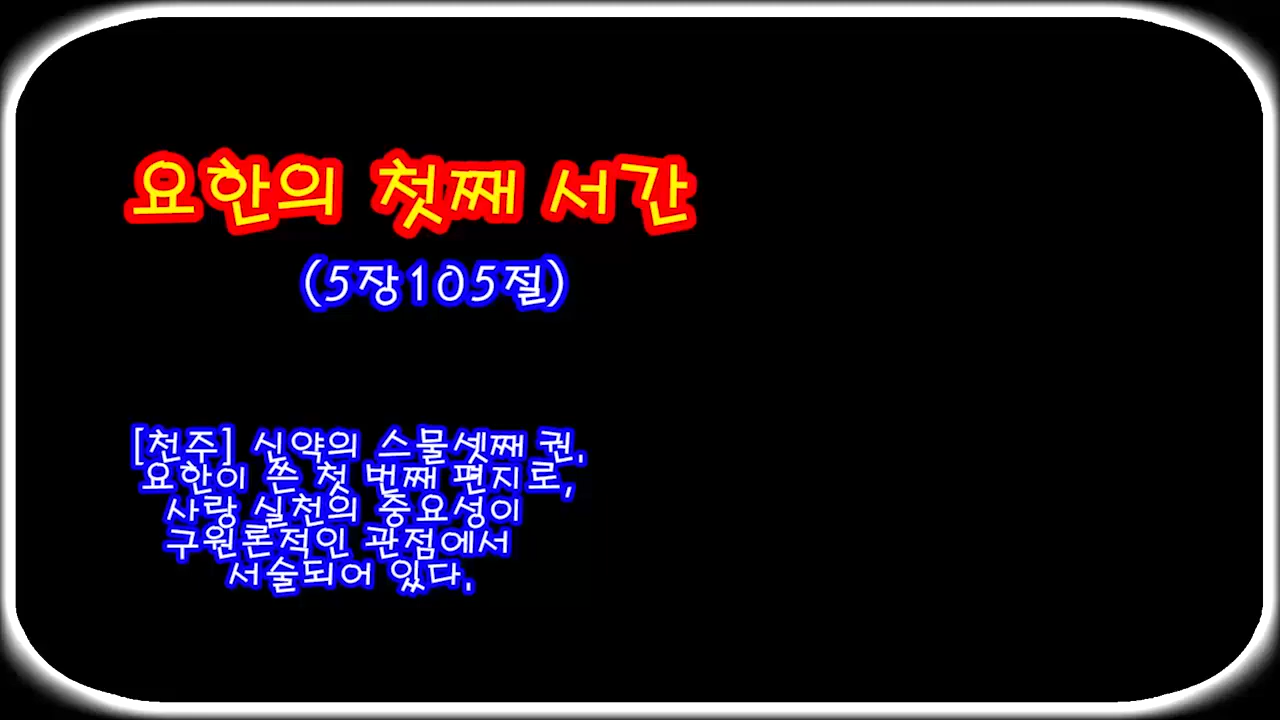 요한의 첫째 서간
(5장105절)
[천주] 신약의 스물셋째 권.
요한이 쓴 첫 번째 편지로,
사랑 실천의 중요성이
구원론적인 관점에서
서술되어 있다.